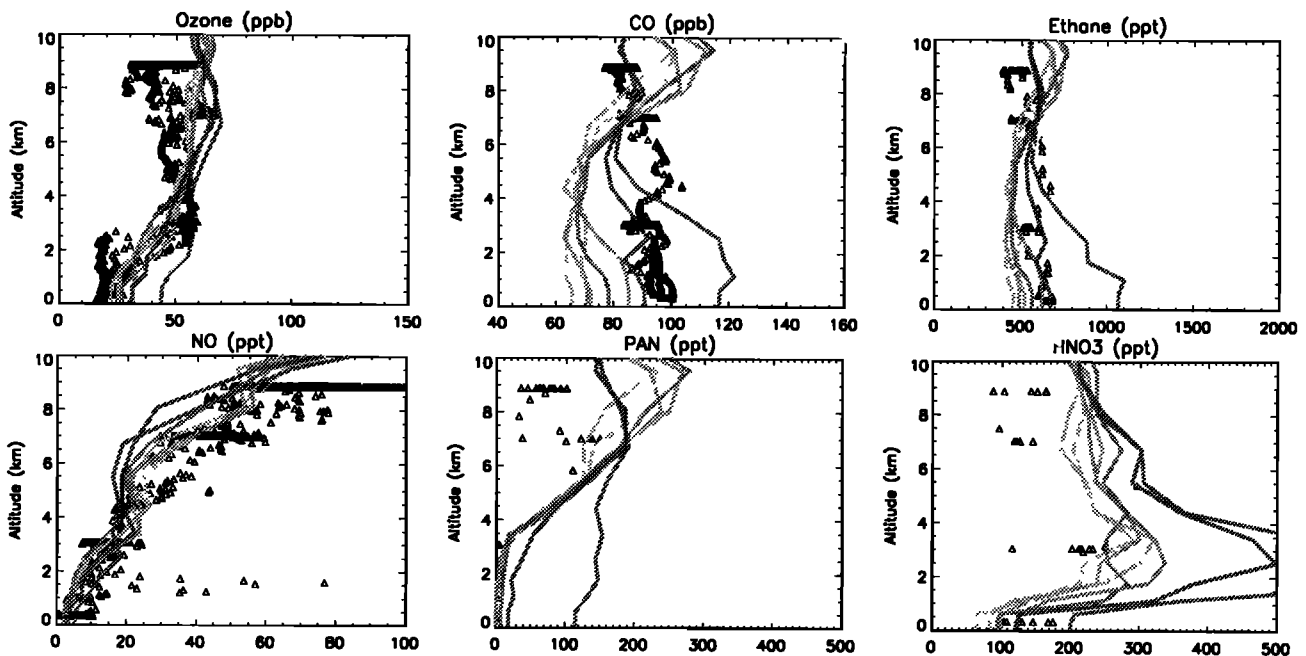 Ozone (ppb)
CO (ppb)
Ethane (ppt)
Altitude (km)
10
8
6
4
2
0
0 50 100 150
Altitude (km)
10
8
6
4
2
0
40 60 80 100 120 140 160
Altitude (km)
10
8
6
4
2
0
0 500 1000 1500 2000
NO (ppt)
PAN (ppt)
HNO3 (ppt)
Altitude (km)
10
8
6
4
2
0
0 20 40 60 80 100
Altitude (km)
10
8
6
4
2
0
0 100 200 300 400 500
Altitude (km)
10
8
6
4
2
0
100 200 300 400 500